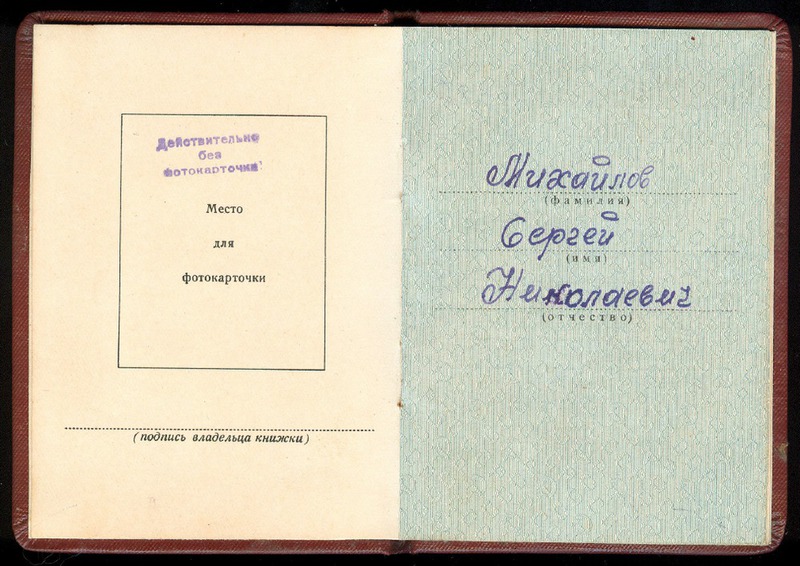 Действительно
без
фотокарточки
Место
для
фотокарточки
(подпись владельца книжки)
Михайлов
(фамилия)
Сергей
(имя)
Николаевич
(отчество)